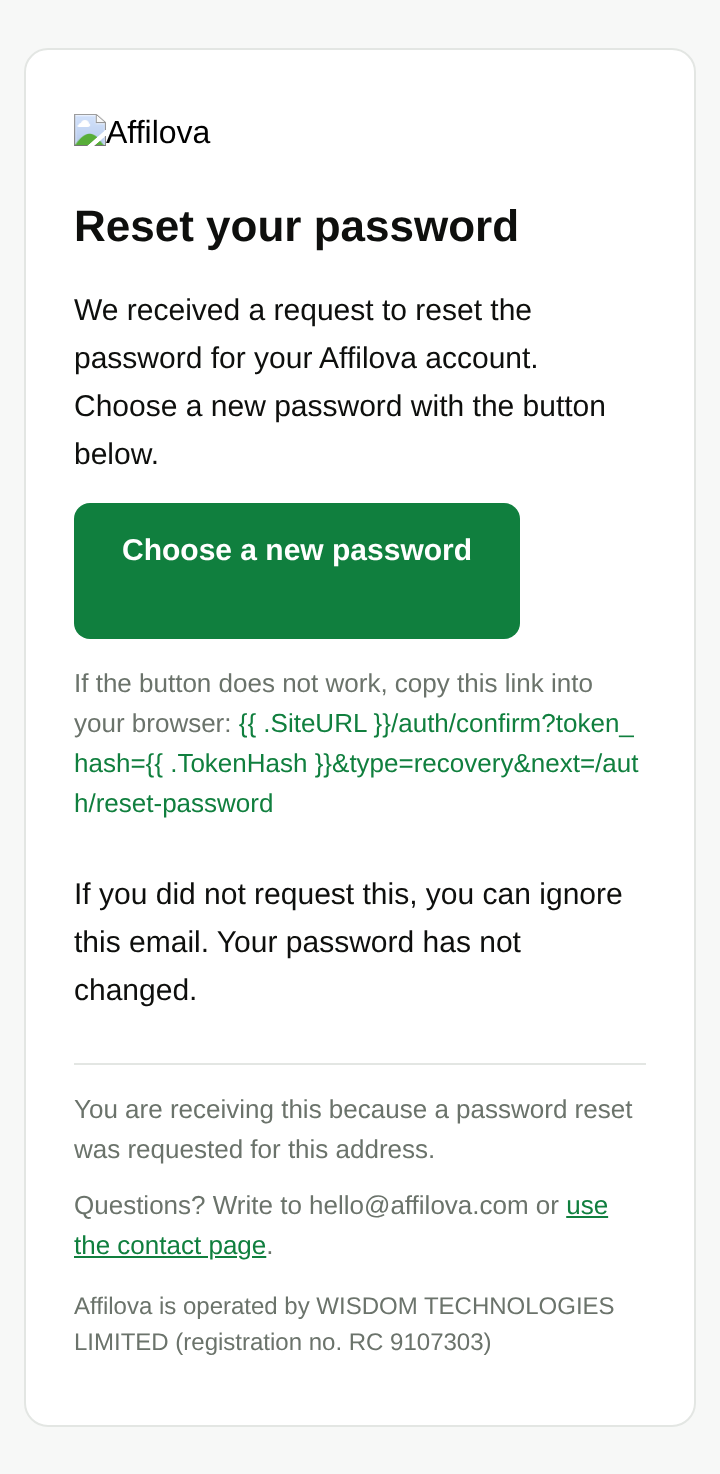 Affilova
Reset your password
We received a request to reset the
password for your Affilova account.
Choose a new password with the button
below.
Choose a new password
If the button does not work, copy this link into
your browser: {{ .SiteURL }}/auth/confirm?token_
hash={{ .TokenHash }}&type=recovery&next=/aut
h/reset-password
If you did not request this, you can ignore
this email. Your password has not
changed.
You are receiving this because a password reset
was requested for this address.
Questions? Write to hello@affilova.com or use
the contact page.
Affilova is operated by WISDOM TECHNOLOGIES
LIMITED (registration no. RC 9107303)